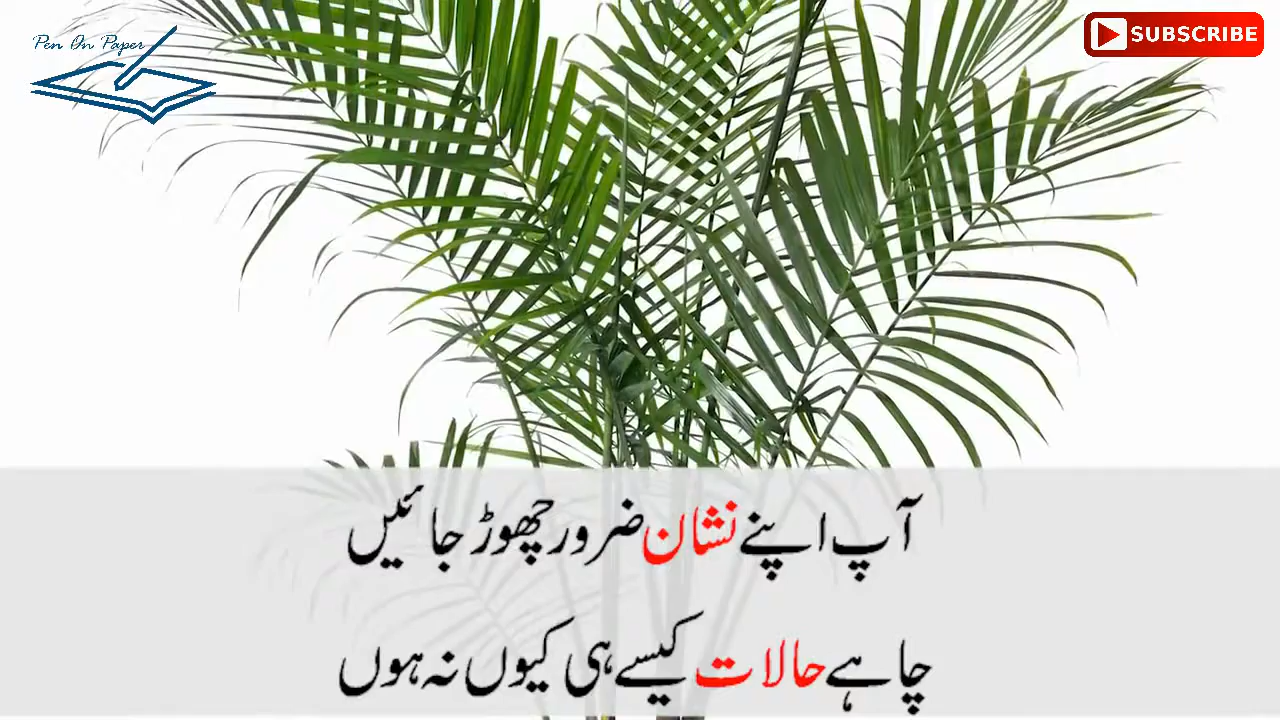 Pen On Paper
SUBSCRIBE
آپ اپنے نشان ضرور چھوڑ جائیں
چاہے حالات کیسے ہی کیوں نہ ہوں